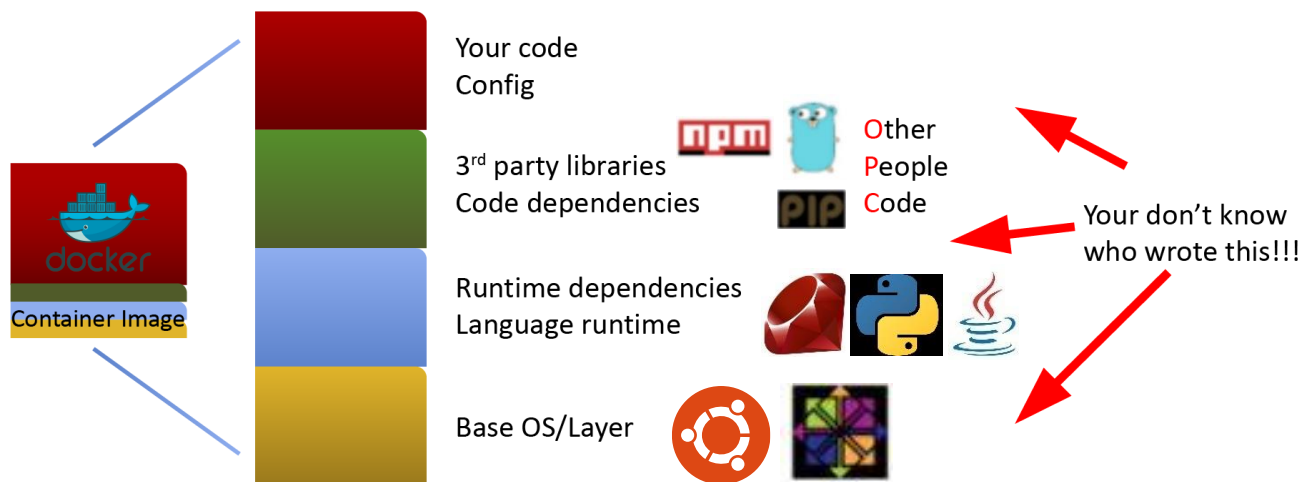 Your code
Config
npm
3rd party libraries
Code dependencies
PIP
Other
People
Code
Your don’t know
who wrote this!!!
docker
Container Image
Runtime dependencies
Language runtime
Base OS/Layer